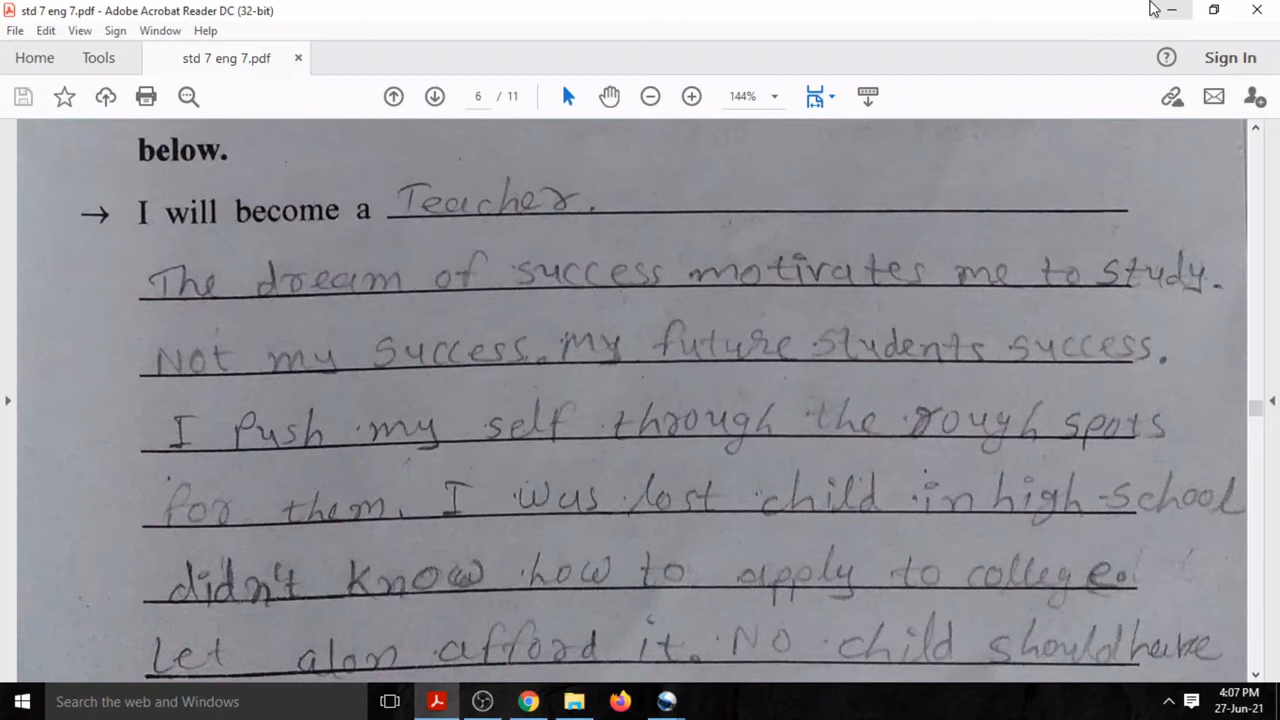 std 7 eng 7.pdf - Adobe Acrobat Reader DC (32-bit)
File Edit View Sign Window Help
Home Tools std 7 eng 7.pdf × Sign In
6 / 11 144%
below.
→ I will become a Teacher.
The dream of success motivates me to study.
Not my success. my future students success.
I Push my self through the rough spots
for them. I was lost child in high-school
didn't know how to apply to college.
Let alon afford it. No child should have
Search the web and Windows
4:07 PM
27-Jun-21